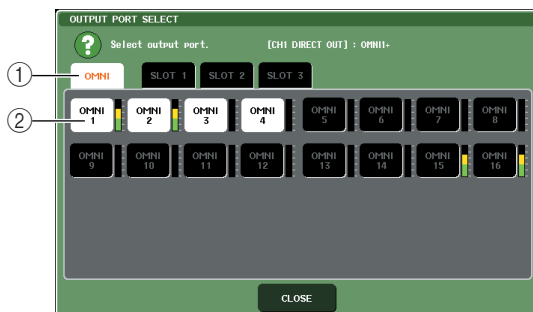 OUTPUT PORT SELECT
? Select output port. [CH1 DIRECT OUT] : OMNI1+
1 OMNI SLOT 1 SLOT 2 SLOT 3
2
OMNI 1 OMNI 2 OMNI 3 OMNI 4 OMNI 5 OMNI 6 OMNI 7 OMNI 8
OMNI 9 OMNI 10 OMNI 11 OMNI 12 OMNI 13 OMNI 14 OMNI 15 OMNI 16
CLOSE